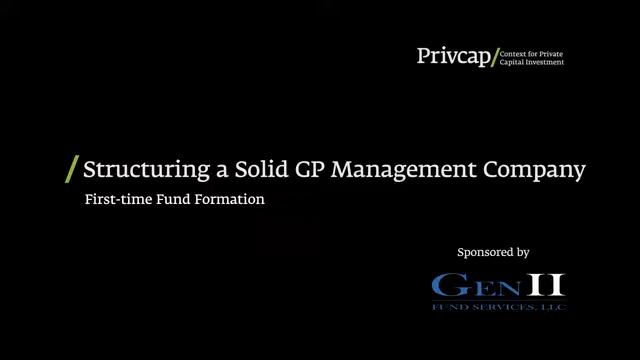 Privcap/ Context for Private
Capital Investment
/ Structuring a Solid GP Management Company
First-time Fund Formation
Sponsored by
GEN II
FUND SERVICES, LLC